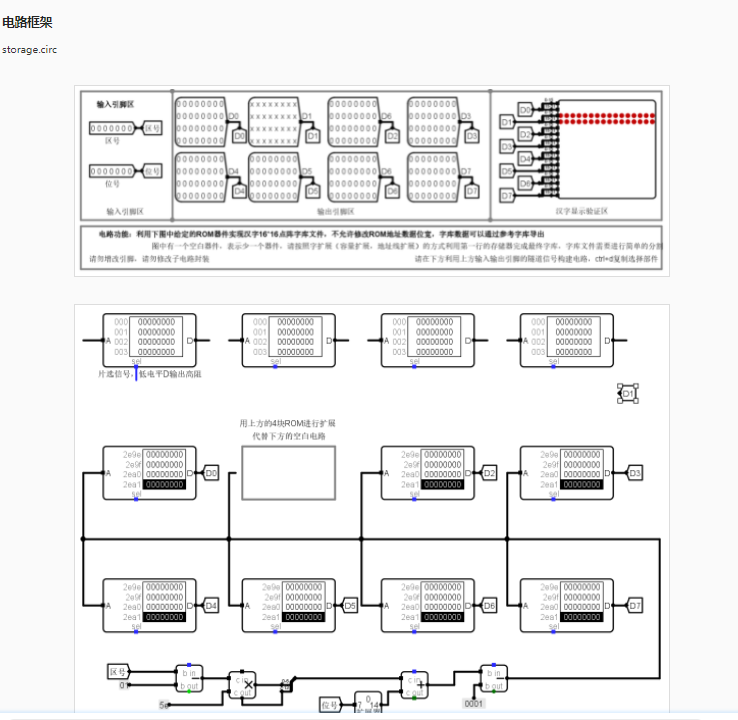 电路框架
storage.circ
输入引脚区
0000000 区号
区号
0000000 位号
位号
输入引脚区
00000000 D0 D0
xxxxxxxx D1 D1
00000000 D6 D2
00000000 D3 D3
00000000 D4 D4
00000000 D5 D5
00000000 D6 D6
00000000 D7 D7
输出引脚区
D0
D1
D2
D3
D4
D5
D6
D7
汉字显示验证区
电路功能:利用下图中给定的ROM器件实现汉字16*16点阵字库文件,不允许修改ROM地址数据位宽,字库数据可以通过参考字库导出
图中有一个空白器件,表示少一个器件,请按照字扩展(容量扩展,地址线扩展)的方式利用第一行的存储器完成最终字库,字库文件需要进行简单的分割
请勿增改引脚,请勿修改子电路封装 请在下方利用上方输入输出引脚的隧道信号构建电路,ctrl+d复制选择部件
000 00000000 000 00000000 000 00000000 000 00000000
001 00000000 001 00000000 001 00000000 001 00000000
A 002 00000000 D A 002 00000000 D A 002 00000000 D A 002 00000000 D
003 00000000 003 00000000 003 00000000 003 00000000
sel sel sel sel
片选信号,低电平D输出高阻
D1
用上方的4块ROM进行扩展
代替下方的空白电路
2e9e 00000000 2e9e 00000000 2e9e 00000000
2e9f 00000000 2e9f 00000000 2e9f 00000000
A 2ea0 00000000 D D0 A 2ea0 00000000 D D2 A 2ea0 00000000 D D3
2ea1 00000000 2ea1 00000000 2ea1 00000000
sel sel sel
2e9e 00000000 2e9e 00000000 2e9e 00000000 2e9e 00000000
2e9f 00000000 2e9f 00000000 2e9f 00000000 2e9f 00000000
A 2ea0 00000000 D D4 A 2ea0 00000000 D D5 A 2ea0 00000000 D D6 A 2ea0 00000000 D D7
2ea1 00000000 2ea1 00000000 2ea1 00000000 2ea1 00000000
sel sel sel sel
区号 b in c in c in b in
01 b out c out c out b out
5e 位号 0 7 14 0001
扩展器